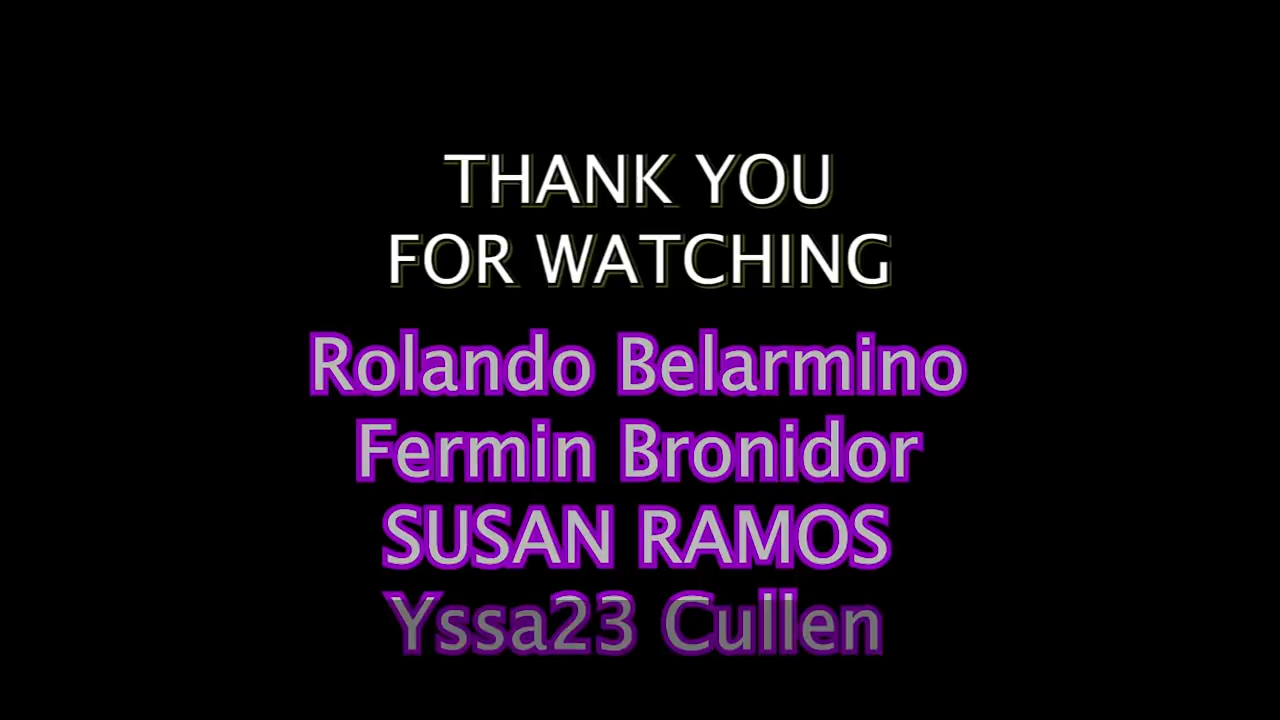 THANK YOU
FOR WATCHING
Rolando Belarmino
Fermin Bronidor
SUSAN RAMOS
Yssa23 Cullen